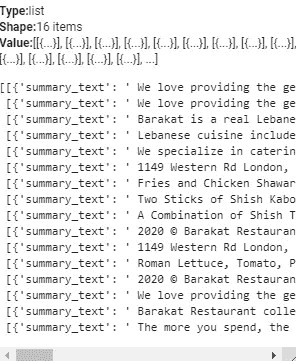 Type:list
Shape:16 items
Value:[[{...}], [{...}], [{...}], [{...}], [{...}], [{...}], [{...}], [{...}], [{...}],
[{...}], [{...}], [{...}], [{...}], [{...}], ...]
[[{'summary_text': ' We love providing the ge
[{'summary_text': ' We love providing the ge
[{'summary_text': ' Barakat is a real Lebane
[{'summary_text': ' Lebanese cuisine include
[{'summary_text': ' We specialize in caterin
[{'summary_text': ' 1149 Western Rd London,
[{'summary_text': ' Fries and Chicken Shawar
[{'summary_text': ' Two Sticks of Shish Kabo
[{'summary_text': ' A Combination of Shish T
[{'summary_text': ' 2020 © Barakat Restauran
[{'summary_text': ' 1149 Western Rd London,
[{'summary_text': ' Roman Lettuce, Tomato, P
[{'summary_text': ' 2020 © Barakat Restauran
[{'summary_text': ' We love providing the ge
[{'summary_text': ' Barakat Restaurant colle
[{'summary_text': ' The more you spend, the